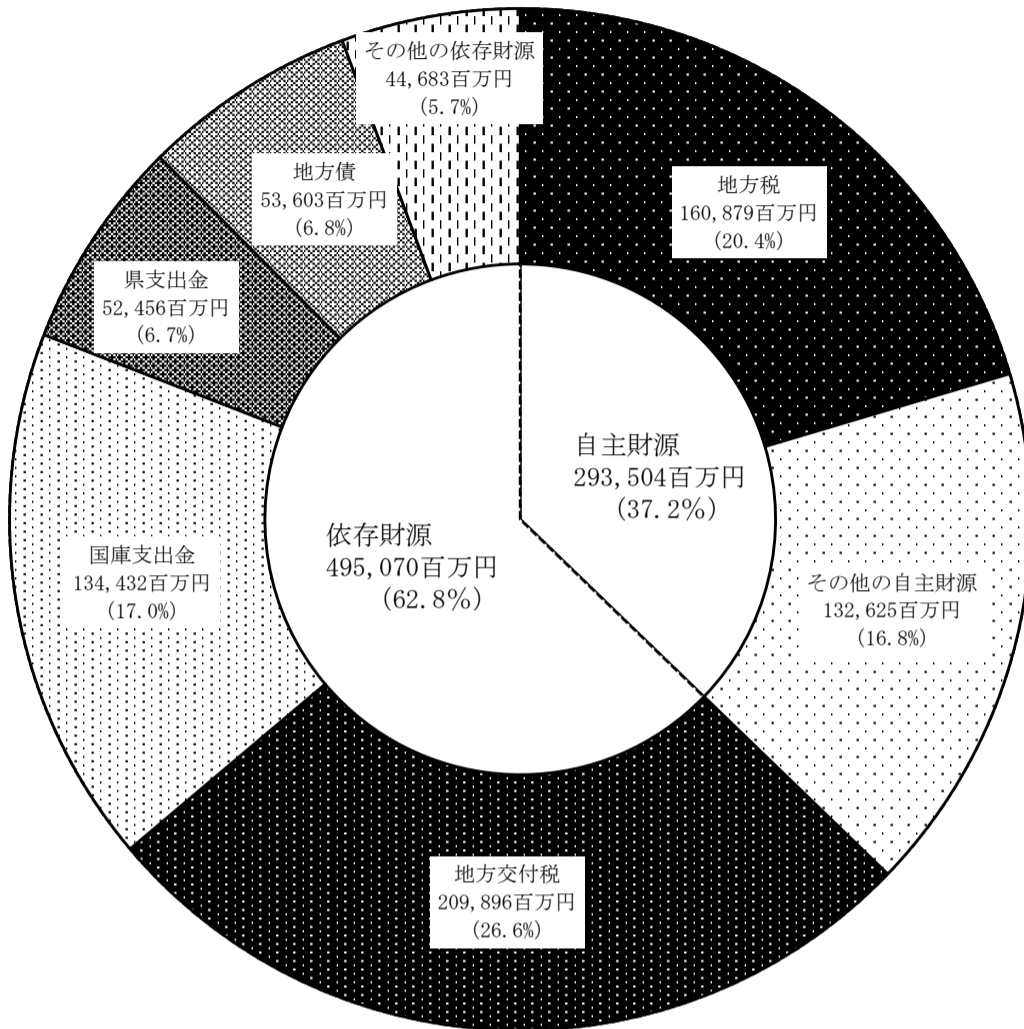 その他の依存財源
44,683百万円
(5.7%)
地方税
160,879百万円
(20.4%)
地方債
53,603百万円
(6.8%)
県支出金
52,456百万円
(6.7%)
自主財源
293,504百万円
(37.2%)
依存財源
495,070百万円
(62.8%)
国庫支出金
134,432百万円
(17.0%)
その他の自主財源
132,625百万円
(16.8%)
地方交付税
209,896百万円
(26.6%)